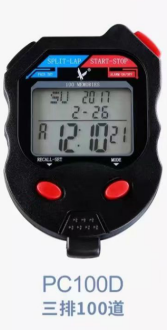 SPLIT-LAP START-STOP
100 MEMORIES
SU 2011
2-26
A 12:10 21
RECALL-SET MODE
PC100D
三排100道